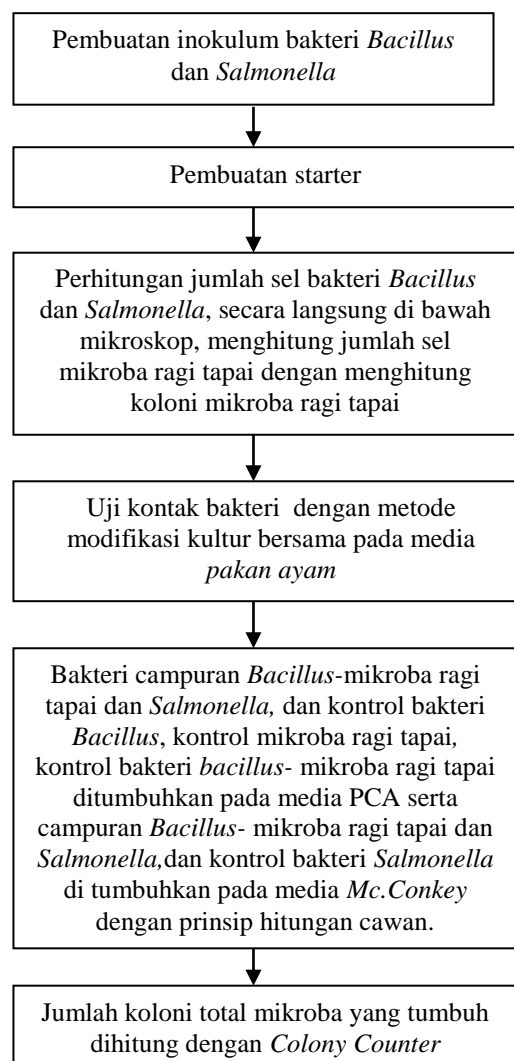 Pembuatan inokulum bakteri Bacillus
dan Salmonella
Pembuatan starter
Perhitungan jumlah sel bakteri Bacillus
dan Salmonella, secara langsung di bawah
mikroskop, menghitung jumlah sel
mikroba ragi tapai dengan menghitung
koloni mikroba ragi tapai
Uji kontak bakteri dengan metode
modifikasi kultur bersama pada media
pakan ayam
Bakteri campuran Bacillus-mikroba ragi
tapai dan Salmonella, dan kontrol bakteri
Bacillus, kontrol mikroba ragi tapai,
kontrol bakteri bacillus- mikroba ragi tapai
ditumbuhkan pada media PCA serta
campuran Bacillus- mikroba ragi tapai dan
Salmonella,dan kontrol bakteri Salmonella
di tumbuhkan pada media Mc.Conkey
dengan prinsip hitungan cawan.
Jumlah koloni total mikroba yang tumbuh
dihitung dengan Colony Counter